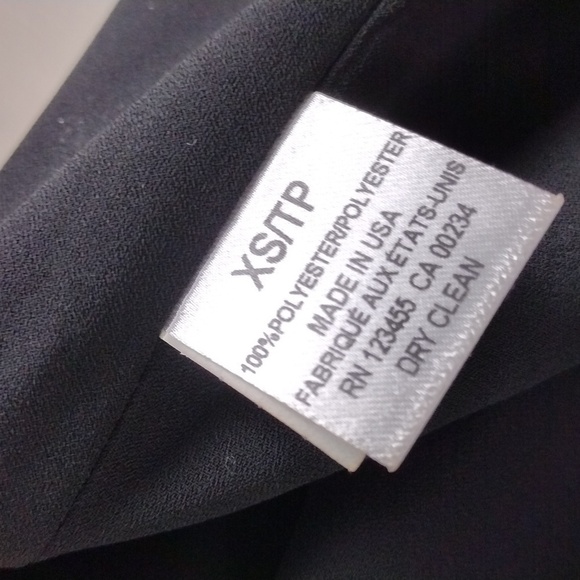 XS/TP
100%POLYESTER/POLYESTER
MADE IN USA
FABRIQUÉ AUX ÉTATS-UNIS
RN 123455 CA 00234
DRY CLEAN